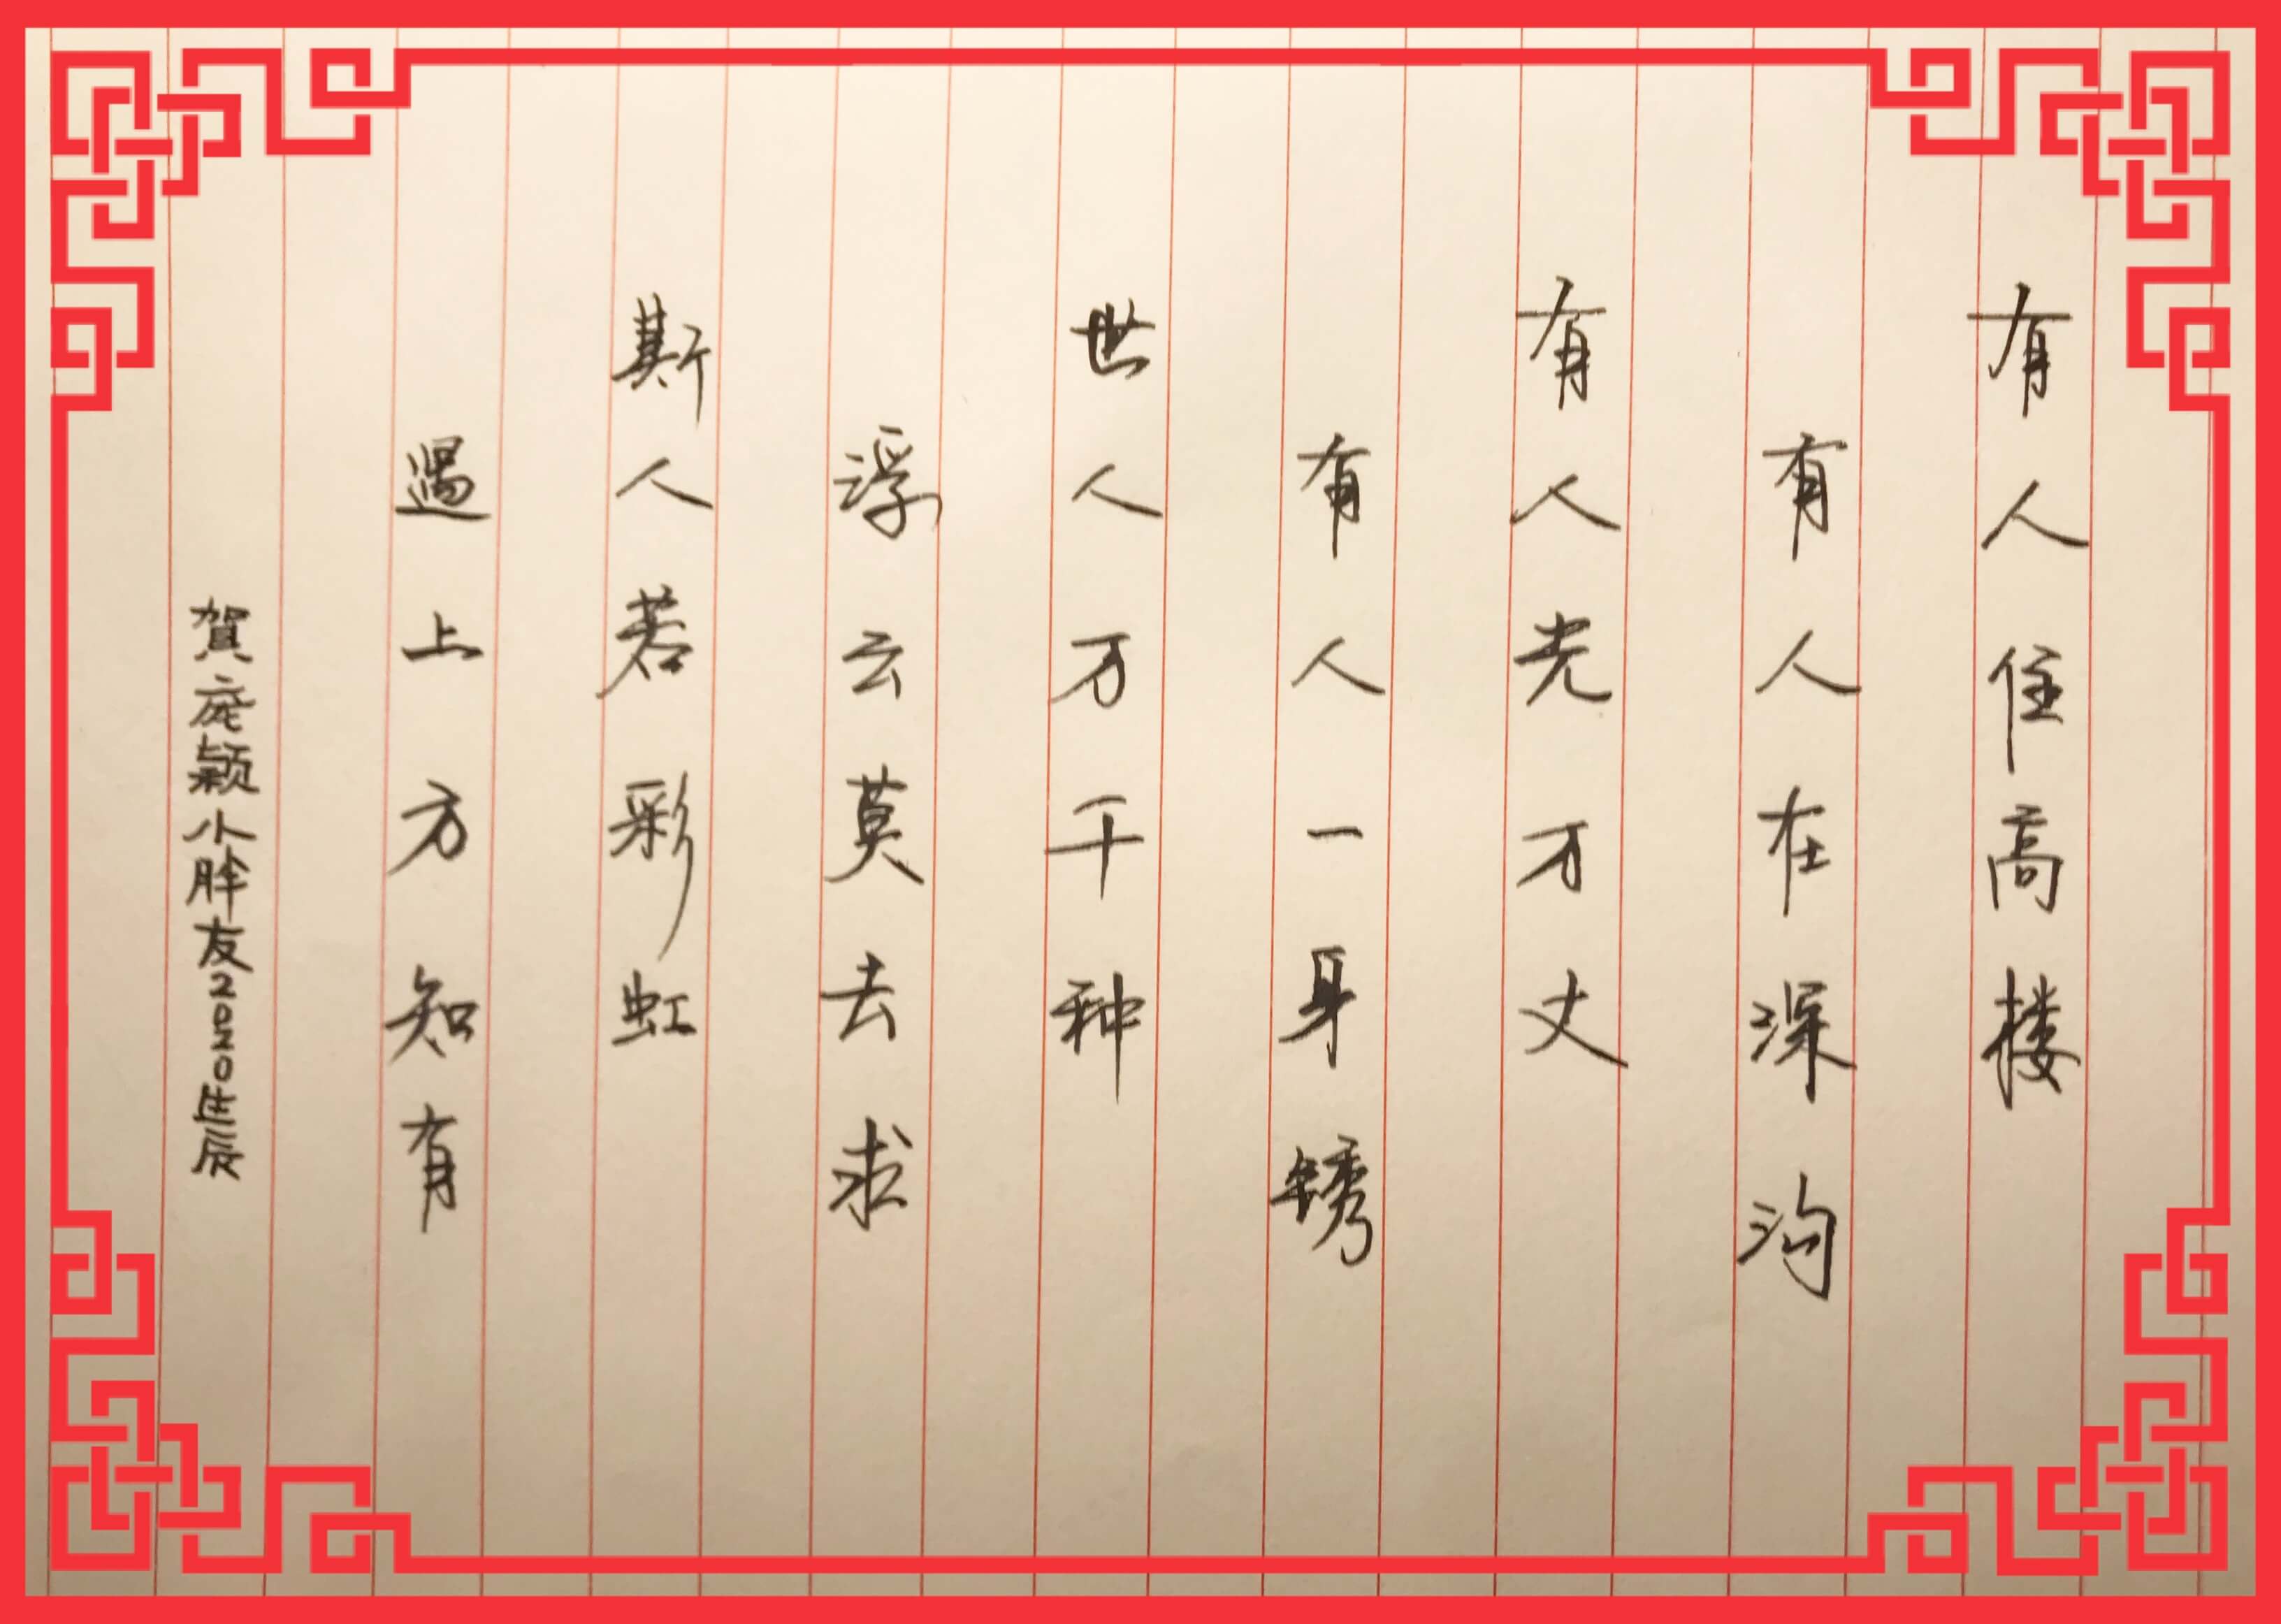 有人住高楼
有人在深沟
有人光万丈
有人一身锈
世人万千种
浮云莫去求
斯人若彩虹
遇上方知有
賀庞颖小胖友2020生辰